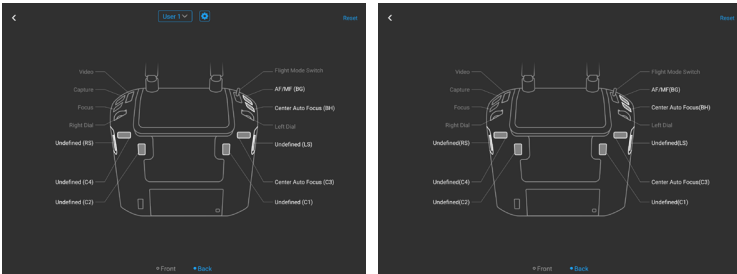 User 1
Reset
Video
Flight Mode Switch
Capture
AF/MF (BG)
Focus
Center Auto Focus (BH)
Right Dial
Left Dial
Undefined (RS)
Undefined (LS)
Undefined (C4)
Center Auto Focus (C3)
Undefined (C2)
Undefined (C1)
Front
Back
Reset
Video
Flight Mode Switch
Capture
AF/MF(BG)
Focus
Center Auto Focus(BH)
Right Dial
Left Dial
Undefined(RS)
Undefined(LS)
Undefined(C4)
Center Auto Focus(C3)
Undefined(C2)
Undefined(C1)
Front
Back